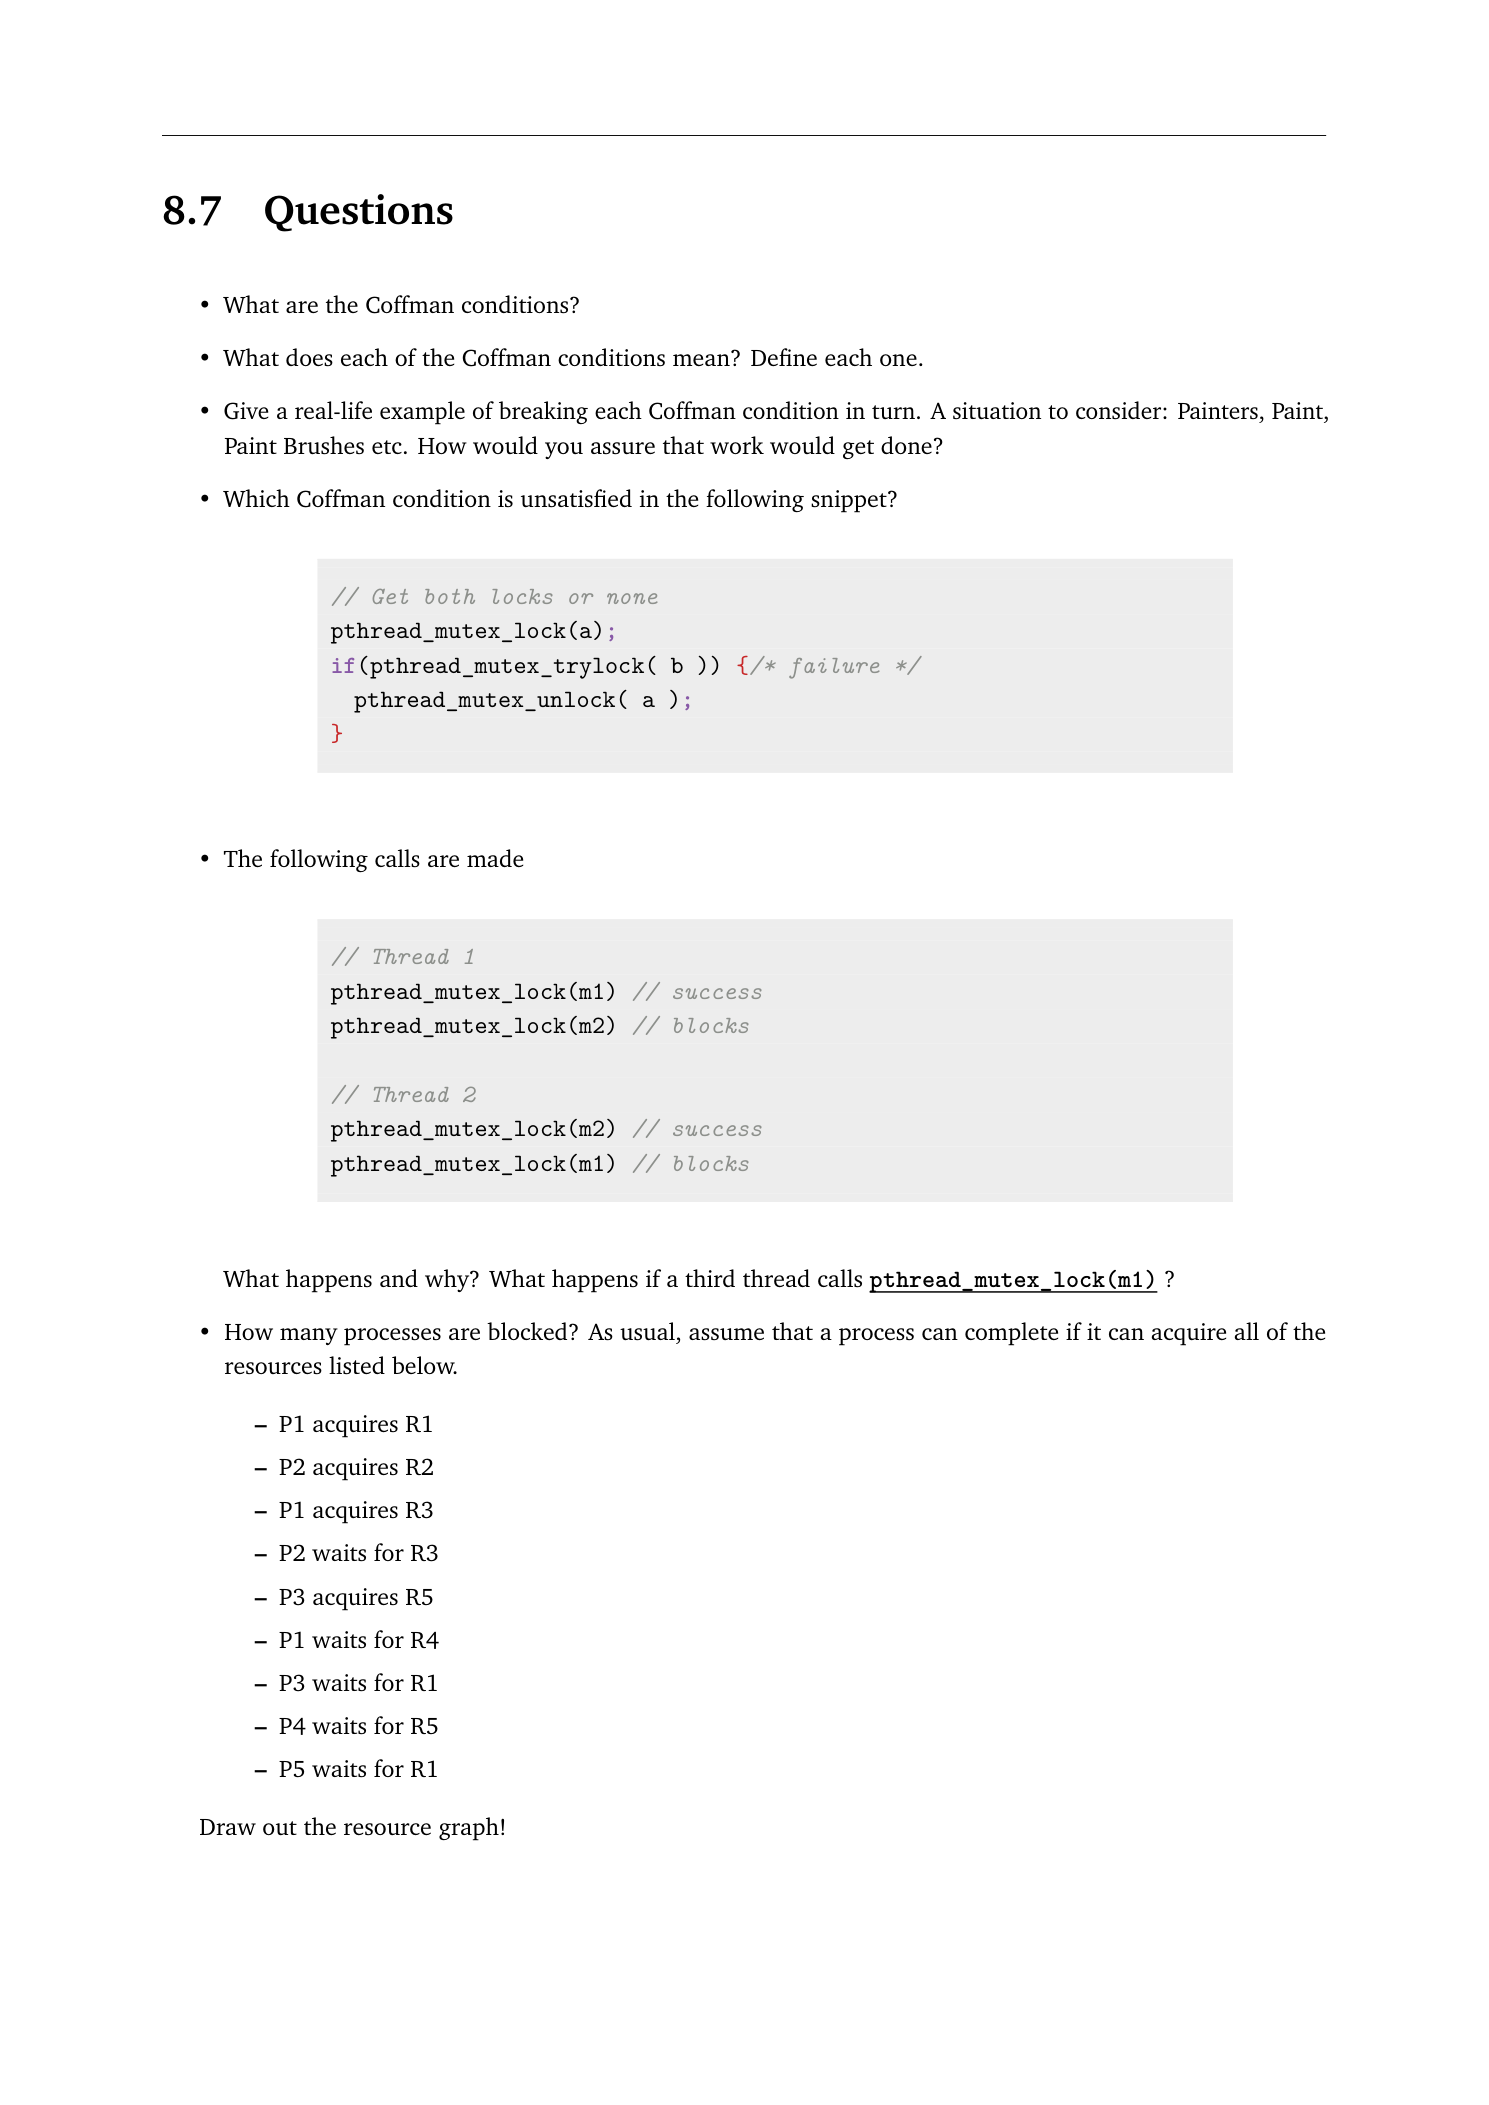 8.7 Questions
• What are the Coffman conditions?
• What does each of the Coffman conditions mean? Define each one.
• Give a real-life example of breaking each Coffman condition in turn. A situation to consider: Painters, Paint,
Paint Brushes etc. How would you assure that work would get done?
• Which Coffman condition is unsatisfied in the following snippet?
// Get both locks or none
pthread_mutex_lock(a);
if(pthread_mutex_trylock( b )) {/* failure */
  pthread_mutex_unlock( a );
}
• The following calls are made
// Thread 1
pthread_mutex_lock(m1) // success
pthread_mutex_lock(m2) // blocks
// Thread 2
pthread_mutex_lock(m2) // success
pthread_mutex_lock(m1) // blocks
What happens and why? What happens if a third thread calls pthread_mutex_lock(m1) ?
• How many processes are blocked? As usual, assume that a process can complete if it can acquire all of the
resources listed below.
– P1 acquires R1
– P2 acquires R2
– P1 acquires R3
– P2 waits for R3
– P3 acquires R5
– P1 waits for R4
– P3 waits for R1
– P4 waits for R5
– P5 waits for R1
Draw out the resource graph!